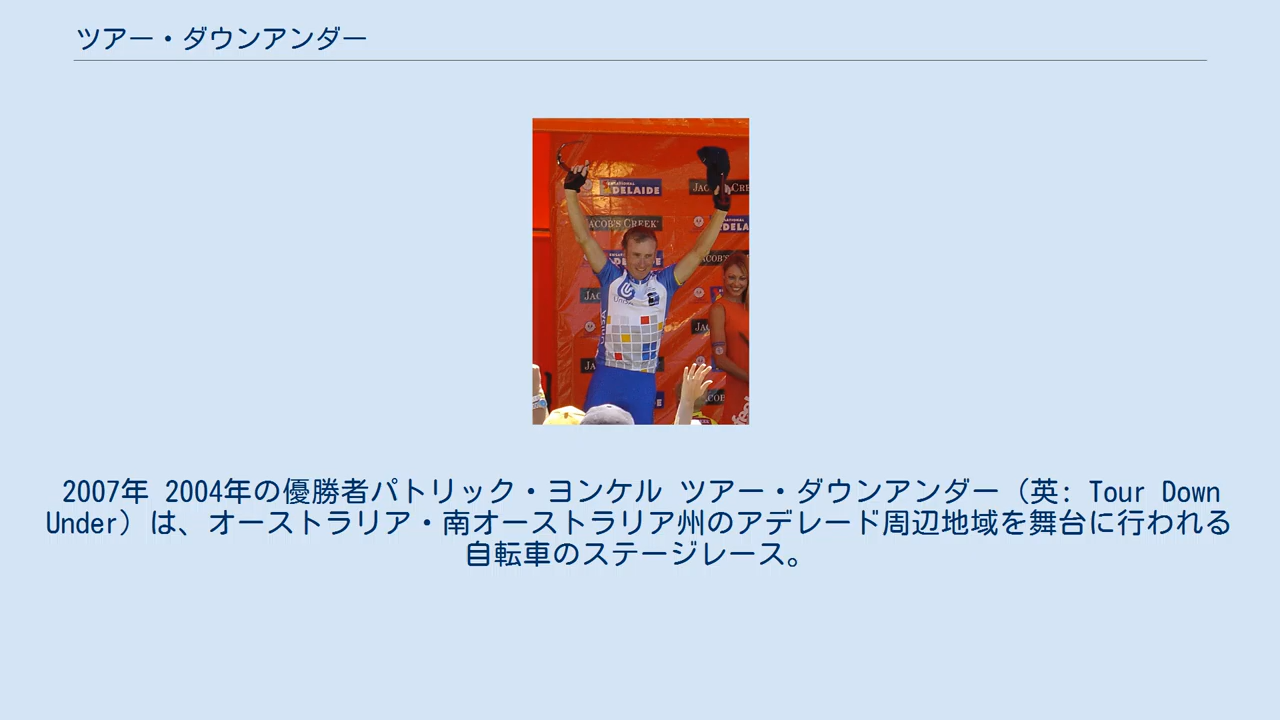 ツアー・ダウンアンダー
DELAIDE
JACOB'S CREEK
2007年 2004年の優勝者パトリック・ヨンケル ツアー・ダウンアンダー（英: Tour Down
Under）は、オーストラリア・南オーストラリア州のアデレード周辺地域を舞台に行われる
自転車のステージレース。